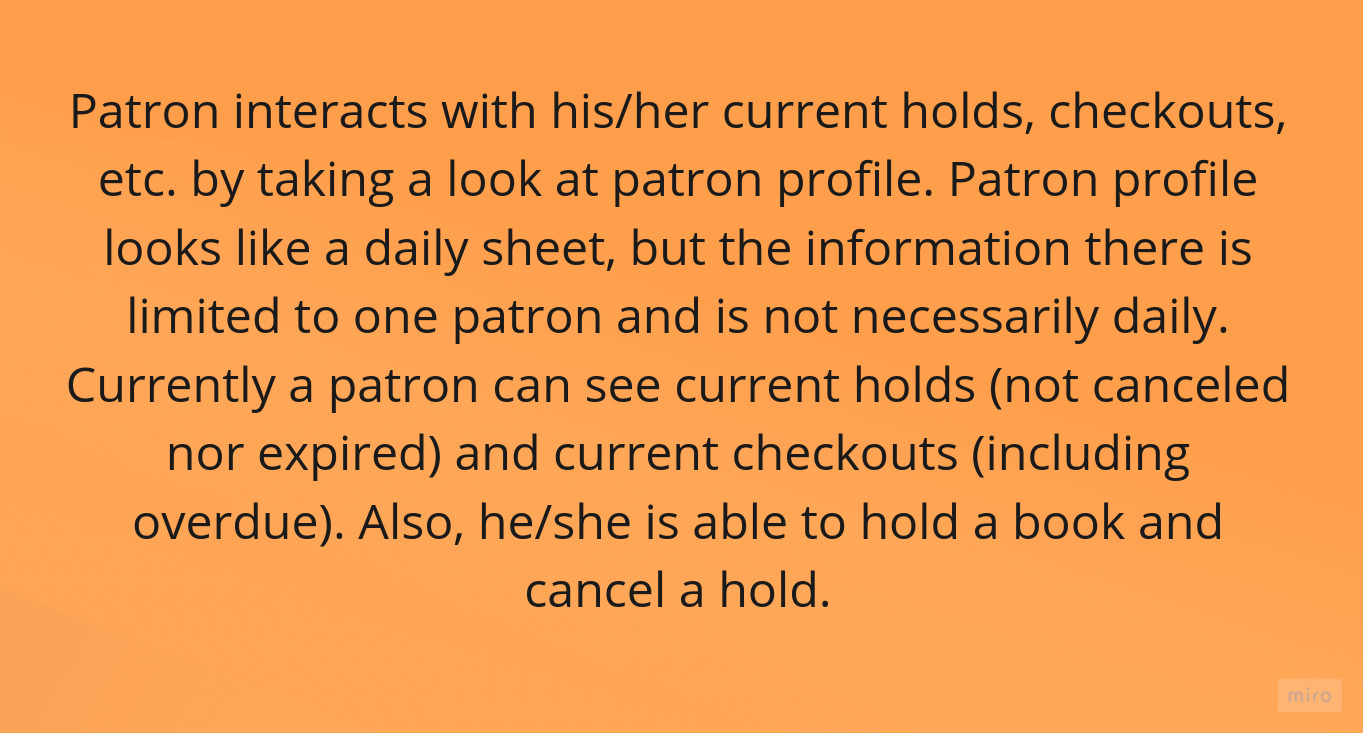 Patron interacts with his/her current holds, checkouts,
etc. by taking a look at patron profile. Patron profile
looks like a daily sheet, but the information there is
limited to one patron and is not necessarily daily.
Currently a patron can see current holds (not canceled
nor expired) and current checkouts (including
overdue). Also, he/she is able to hold a book and
cancel a hold.
miro